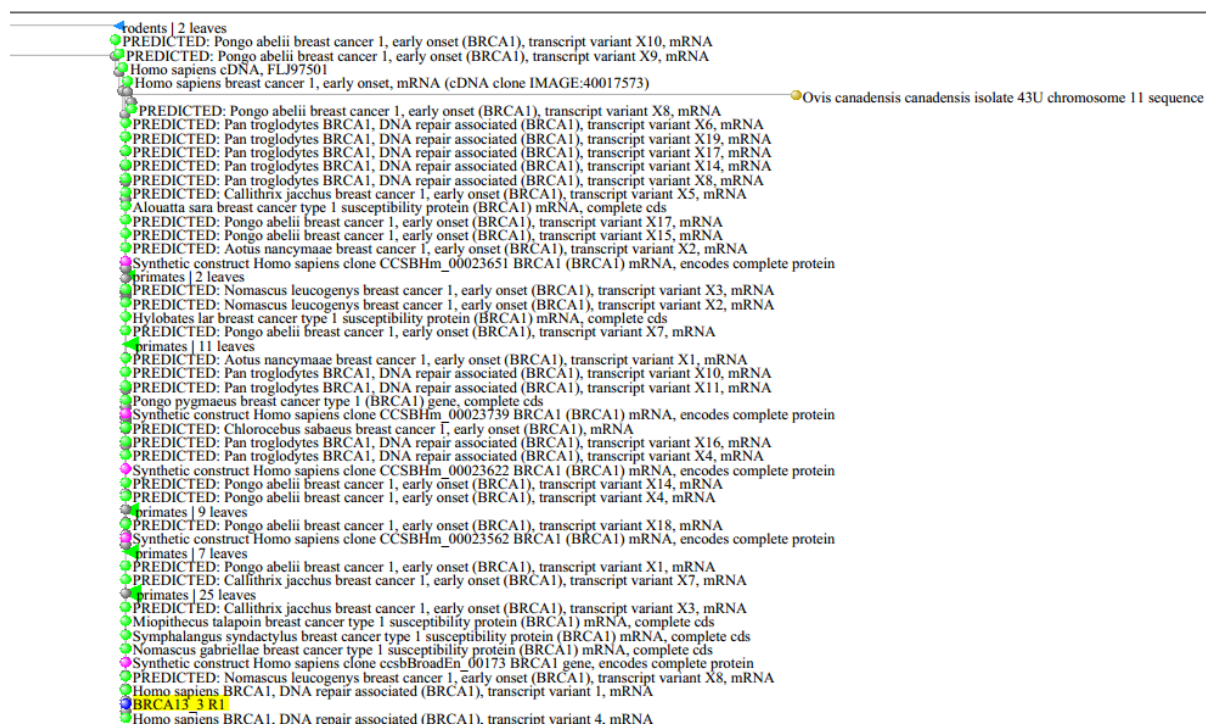 rodents | 2 leaves
PREDICTED: Pongo abelii breast cancer 1, early onset (BRCA1), transcript variant X10, mRNA
PREDICTED: Pongo abelii breast cancer 1, early onset (BRCA1), transcript variant X9, mRNA
Homo sapiens cDNA, FLJ97501
Homo sapiens breast cancer 1, early onset, mRNA (cDNA clone IMAGE:40017573)
Ovis canadensis canadensis isolate 43U chromosome 11 sequence
PREDICTED: Pongo abelii breast cancer 1, early onset (BRCA1), transcript variant X8, mRNA
PREDICTED: Pan troglodytes BRCA1, DNA repair associated (BRCA1), transcript variant X6, mRNA
PREDICTED: Pan troglodytes BRCA1, DNA repair associated (BRCA1), transcript variant X19, mRNA
PREDICTED: Pan troglodytes BRCA1, DNA repair associated (BRCA1), transcript variant X17, mRNA
PREDICTED: Pan troglodytes BRCA1, DNA repair associated (BRCA1), transcript variant X14, mRNA
PREDICTED: Pan troglodytes BRCA1, DNA repair associated (BRCA1), transcript variant X8, mRNA
PREDICTED: Callithrix jacchus breast cancer 1, early onset (BRCA1), transcript variant X5, mRNA
Alouatta sara breast cancer type 1 susceptibility protein (BRCA1) mRNA, complete cds
PREDICTED: Pongo abelii breast cancer 1, early onset (BRCA1), transcript variant X17, mRNA
PREDICTED: Pongo abelii breast cancer 1, early onset (BRCA1), transcript variant X15, mRNA
PREDICTED: Aotus nancymaae breast cancer 1, early onset (BRCA1), transcript variant X2, mRNA
Synthetic construct Homo sapiens clone CCSBHm_00023651 BRCA1 (BRCA1) mRNA, encodes complete protein
primates | 2 leaves
PREDICTED: Nomascus leucogenys breast cancer 1, early onset (BRCA1), transcript variant X3, mRNA
PREDICTED: Nomascus leucogenys breast cancer 1, early onset (BRCA1), transcript variant X2, mRNA
Hylobates lar breast cancer type 1 susceptibility protein (BRCA1) mRNA, complete cds
PREDICTED: Pongo abelii breast cancer 1, early onset (BRCA1), transcript variant X7, mRNA
primates | 11 leaves
PREDICTED: Aotus nancymaae breast cancer 1, early onset (BRCA1), transcript variant X1, mRNA
PREDICTED: Pan troglodytes BRCA1, DNA repair associated (BRCA1), transcript variant X10, mRNA
PREDICTED: Pan troglodytes BRCA1, DNA repair associated (BRCA1), transcript variant X11, mRNA
Pongo pygmaeus breast cancer type 1 (BRCA1) gene, complete cds
Synthetic construct Homo sapiens clone CCSBHm_00023739 BRCA1 (BRCA1) mRNA, encodes complete protein
PREDICTED: Chlorocebus sabaeus breast cancer 1, early onset (BRCA1), mRNA
PREDICTED: Pan troglodytes BRCA1, DNA repair associated (BRCA1), transcript variant X16, mRNA
PREDICTED: Pan troglodytes BRCA1, DNA repair associated (BRCA1), transcript variant X4, mRNA
Synthetic construct Homo sapiens clone CCSBHm_00023622 BRCA1 (BRCA1) mRNA, encodes complete protein
PREDICTED: Pongo abelii breast cancer 1, early onset (BRCA1), transcript variant X14, mRNA
PREDICTED: Pongo abelii breast cancer 1, early onset (BRCA1), transcript variant X4, mRNA
primates | 9 leaves
PREDICTED: Pongo abelii breast cancer 1, early onset (BRCA1), transcript variant X18, mRNA
Synthetic construct Homo sapiens clone CCSBHm_00023562 BRCA1 (BRCA1) mRNA, encodes complete protein
primates | 7 leaves
PREDICTED: Pongo abelii breast cancer 1, early onset (BRCA1), transcript variant X1, mRNA
PREDICTED: Callithrix jacchus breast cancer 1, early onset (BRCA1), transcript variant X7, mRNA
primates | 25 leaves
PREDICTED: Callithrix jacchus breast cancer 1, early onset (BRCA1), transcript variant X3, mRNA
Miopithecus talapoin breast cancer type 1 susceptibility protein (BRCA1) mRNA, complete cds
Symphalangus syndactylus breast cancer type 1 susceptibility protein (BRCA1) mRNA, complete cds
Nomascus gabriellae breast cancer type 1 susceptibility protein (BRCA1) mRNA, complete cds
Synthetic construct Homo sapiens clone ccsbBroadEn_00173 BRCA1 gene, encodes complete protein
PREDICTED: Nomascus leucogenys breast cancer 1, early onset (BRCA1), transcript variant X8, mRNA
Homo sapiens BRCA1, DNA repair associated (BRCA1), transcript variant 1, mRNA
BRCA13_3 R1
Homo sapiens BRCA1, DNA repair associated (BRCA1), transcript variant 4, mRNA